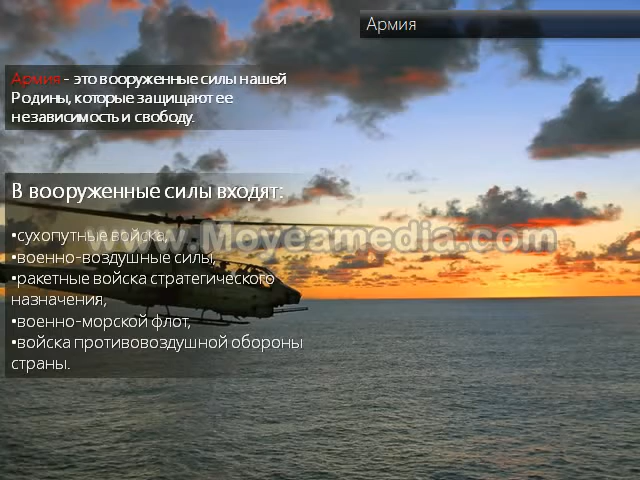 Армия
Армия - это вооруженные силы нашей
Родины, которые защищают ее
независимость и свободу.
В вооруженные силы входят:
•сухопутные войска,
www.Moyeamedia.com
•военно-воздушные силы,
•ракетные войска стратегического
назначения,
•военно-морской флот,
•войска противовоздушной обороны
страны.